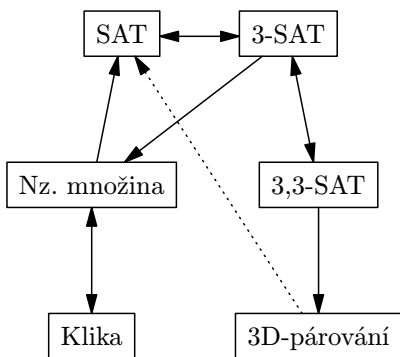 SAT
3-SAT
Nz. množina
3,3-SAT
Klika
3D-párování